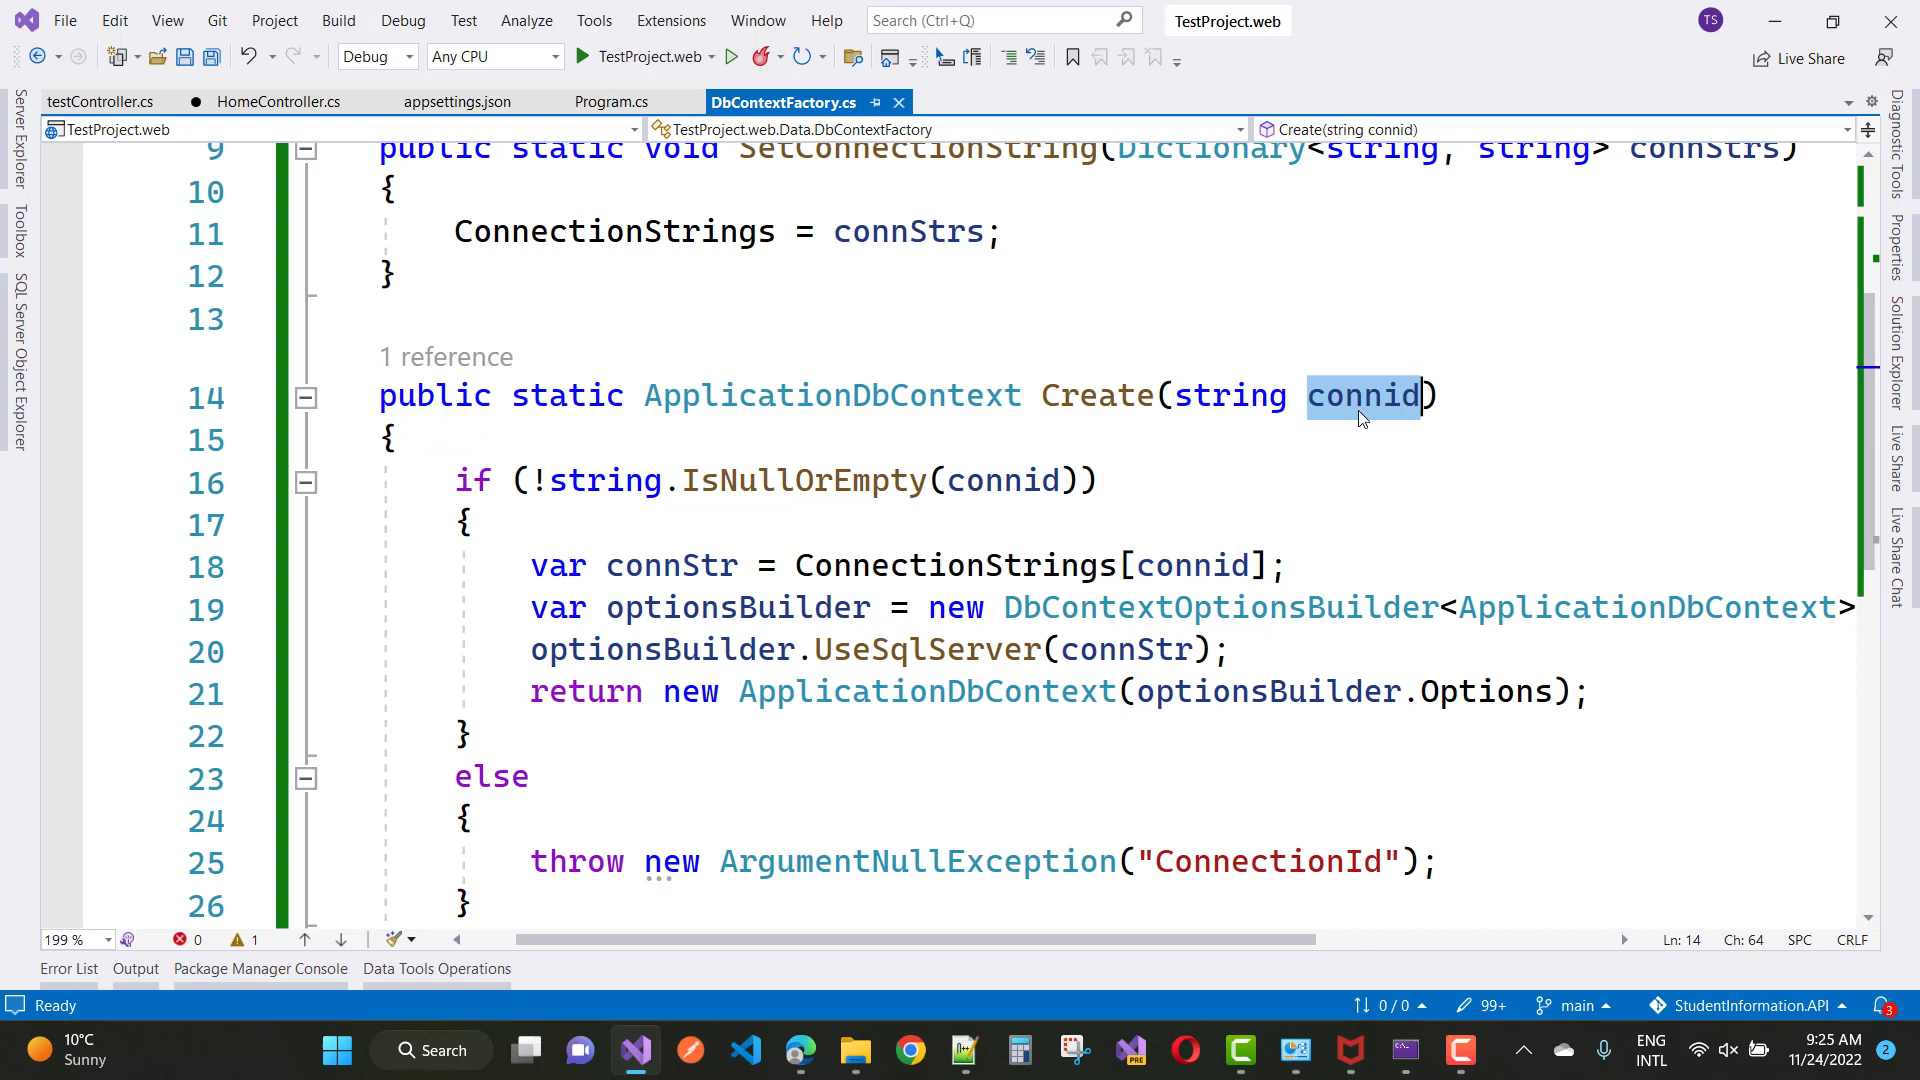 File Edit View Git Project Build Debug Test Analyze Tools Extensions Window Help Search (Ctrl+Q) TestProject.web TS
Debug Any CPU TestProject.web Live Share
testController.cs HomeController.cs appsettings.json Program.cs DbContextFactory.cs
TestProject.web TestProject.web.Data.DbContextFactory Create(string connid)
Server Explorer
Toolbox
SQL Server Object Explorer
9 public static void SetConnectionString(Dictionary<string, string> connStrs)
10 {
11 ConnectionStrings = connStrs;
12 }
13
1 reference
14 public static ApplicationDbContext Create(string connid)
15 {
16 if (!string.IsNullOrEmpty(connid))
17 {
18 var connStr = ConnectionStrings[connid];
19 var optionsBuilder = new DbContextOptionsBuilder<ApplicationDbContext>
20 optionsBuilder.UseSqlServer(connStr);
21 return new ApplicationDbContext(optionsBuilder.Options);
22 }
23 else
24 {
25 throw new ArgumentNullException("ConnectionId");
26 }
Diagnostic Tools
Properties
Solution Explorer
Live Share
Live Share Chat
199 % 0 1 Ln: 14 Ch: 64 SPC CRLF
Error List Output Package Manager Console Data Tools Operations
Ready 0 / 0 99+ main StudentInformation.API 3
10°C
Sunny
Search
PRE
ENG
INTL
9:25 AM
11/24/2022
2